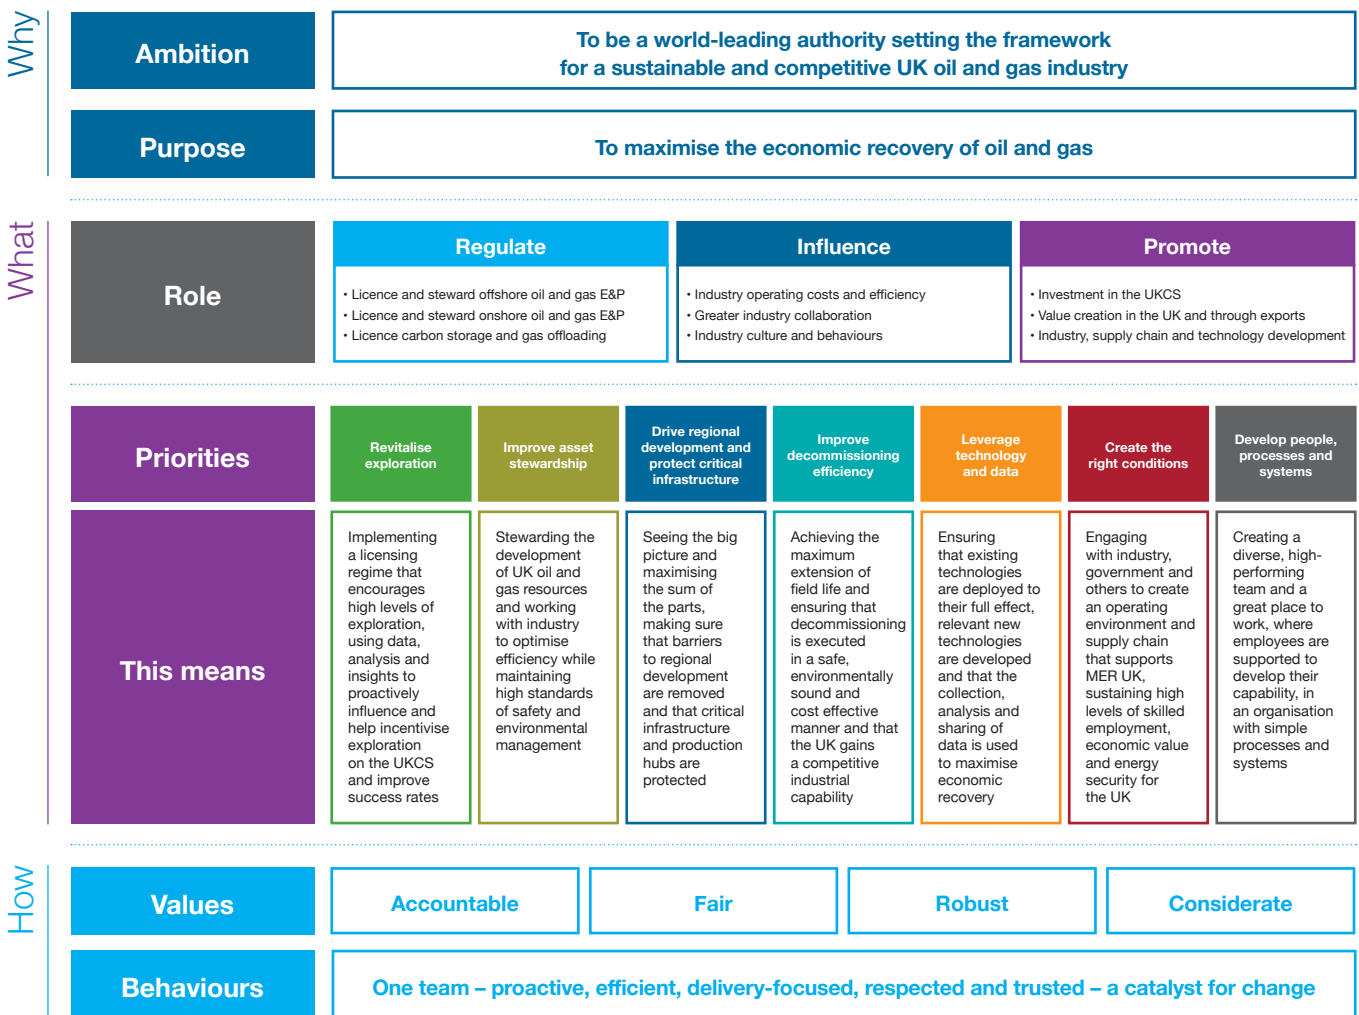 Why
Ambition
To be a world-leading authority setting the framework
for a sustainable and competitive UK oil and gas industry
Purpose
To maximise the economic recovery of oil and gas
What
Role
Regulate
• Licence and steward offshore oil and gas E&P
• Licence and steward onshore oil and gas E&P
• Licence carbon storage and gas offloading
Influence
• Industry operating costs and efficiency
• Greater industry collaboration
• Industry culture and behaviours
Promote
• Investment in the UKCS
• Value creation in the UK and through exports
• Industry, supply chain and technology development
Priorities
Revitalise
exploration
Improve asset
stewardship
Drive regional
development and
protect critical
infrastructure
Improve
decommissioning
efficiency
Leverage
technology
and data
Create the
right conditions
Develop people,
processes and
systems
This means
Implementing
a licensing
regime that
encourages
high levels of
exploration,
using data,
analysis and
insights to
proactively
influence and
help incentivise
exploration
on the UKCS
and improve
success rates
Stewarding the
development
of UK oil and
gas resources
and working
with industry
to optimise
efficiency while
maintaining
high standards
of safety and
environmental
management
Seeing the big
picture and
maximising
the sum of
the parts,
making sure
that barriers
to regional
development
are removed
and that critical
infrastructure
and production
hubs are
protected
Achieving the
maximum
extension of
field life and
ensuring that
decommissioning
is executed
in a safe,
environmentally
sound and
cost effective
manner and that
the UK gains
a competitive
industrial
capability
Ensuring
that existing
technologies
are deployed to
their full effect,
relevant new
technologies
are developed
and that the
collection,
analysis and
sharing of
data is used
to maximise
economic
recovery
Engaging
with industry,
government and
others to create
an operating
environment and
supply chain
that supports
MER UK,
sustaining high
levels of skilled
employment,
economic value
and energy
security for
the UK
Creating a
diverse, high-
performing
team and a
great place to
work, where
employees are
supported to
develop their
capability, in
an organisation
with simple
processes and
systems
How
Values
Accountable
Fair
Robust
Considerate
Behaviours
One team – proactive, efficient, delivery-focused, respected and trusted – a catalyst for change